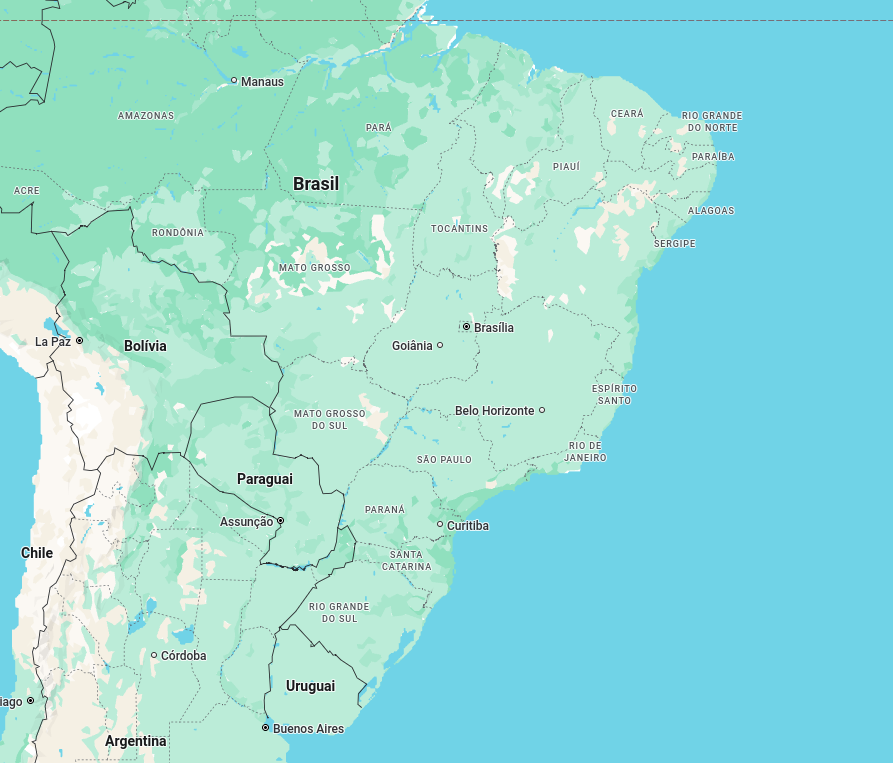 Manaus
AMAZONAS
PARÁ
CEARÁ
RIO GRANDE
DO NORTE
PARAÍBA
PIAUÍ
ACRE
Brasil
ALAGOAS
TOCANTINS
RONDÔNIA
SERGIPE
MATO GROSSO
Brasília
La Paz
Bolívia
Goiânia
ESPÍRITO
SANTO
Belo Horizonte
MATO GROSSO
DO SUL
RIO DE
JANEIRO
SÃO PAULO
Paraguai
PARANÁ
Assunção
Curitiba
Chile
SANTA
CATARINA
RIO GRANDE
DO SUL
Córdoba
Uruguai
iago
Buenos Aires
Argentina